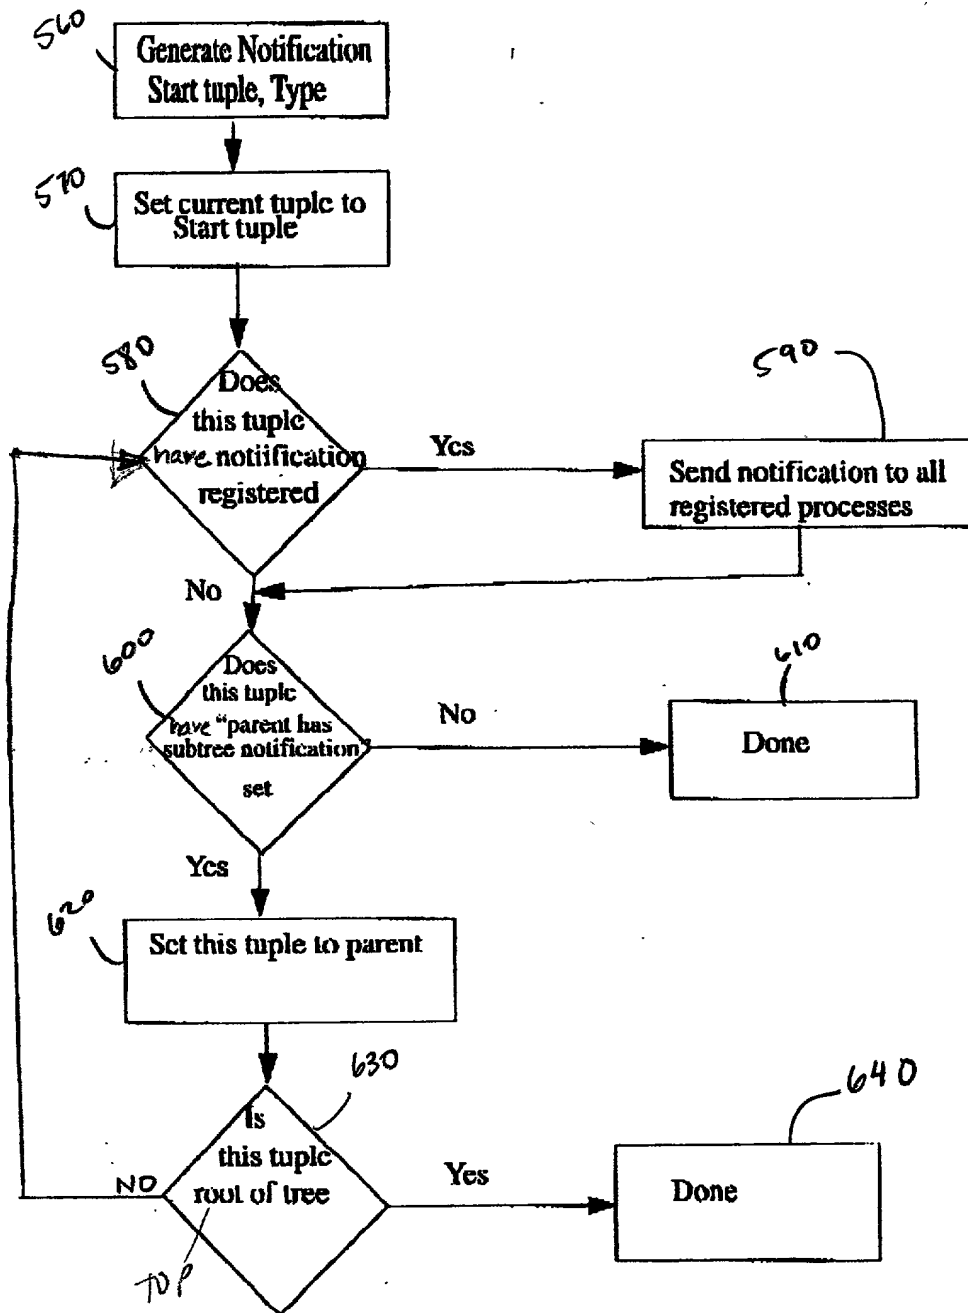 560
Generate Notification
Start tuple, Type
570
Set current tuple to
Start tuple
580
Does
this tuple
have notiification
registered
Yes
590
Send notification to all
registered processes
No
600
Does
this tuple
have "parent has
subtree notification"
set
No
610
Done
Yes
620
Set this tuple to parent
630
Is
this tuple
root of tree
NO
TOP
Yes
640
Done